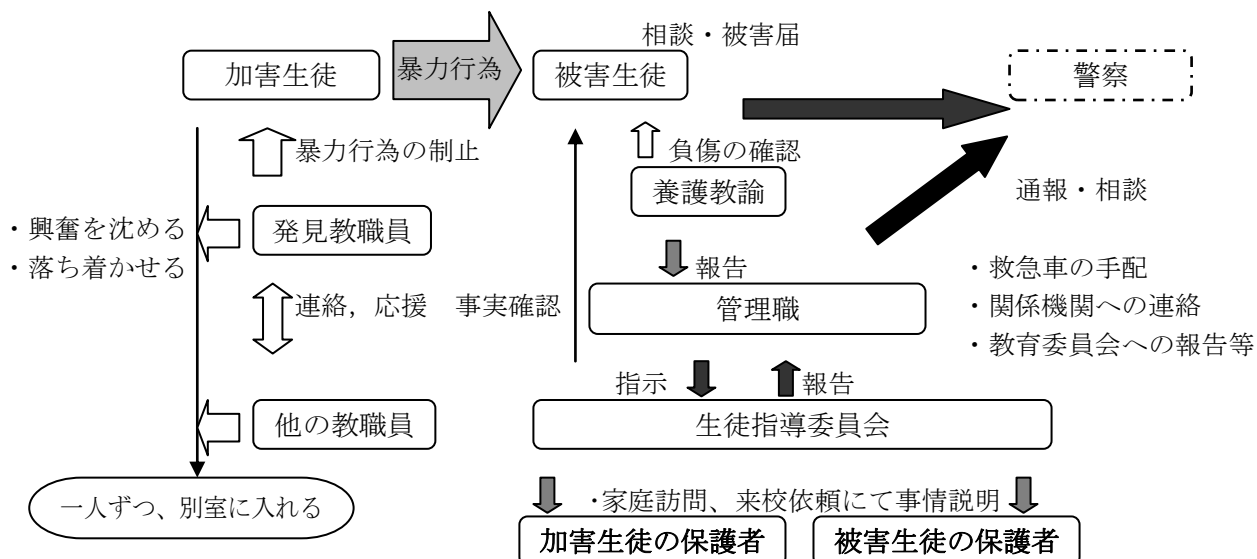 相談・被害届
加害生徒
暴力行為
被害生徒
警察
暴力行為の制止
負傷の確認
養護教諭
通報・相談
・興奮を沈める
・落ち着かせる
発見教職員
報告
・救急車の手配
・関係機関への連絡
・教育委員会への報告等
連絡，応援　事実確認
管理職
指示
報告
他の教職員
生徒指導委員会
一人ずつ、別室に入れる
・家庭訪問、来校依頼にて事情説明
加害生徒の保護者
被害生徒の保護者